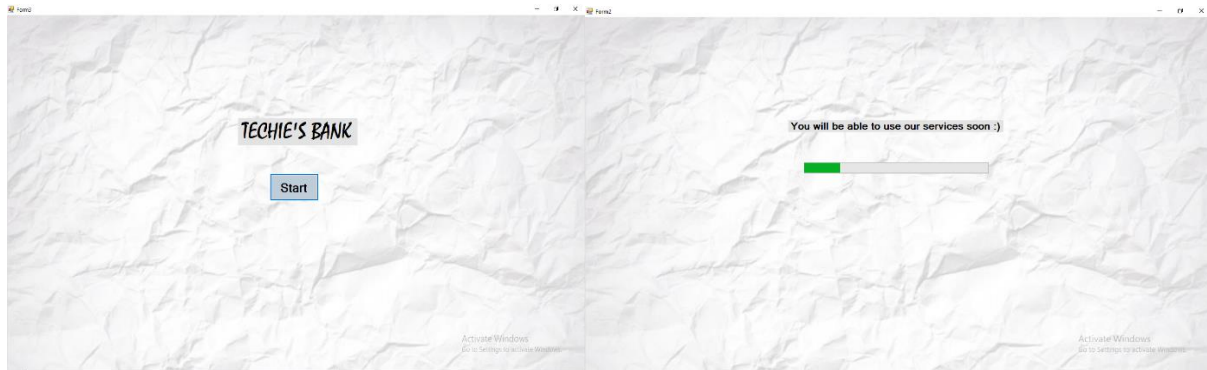 Form3
TECHIE'S BANK
Start
Activate Windows
Go to Settings to activate Windows.
Form2
You will be able to use our services soon :)
Activate Windows
Go to Settings to activate Windows.